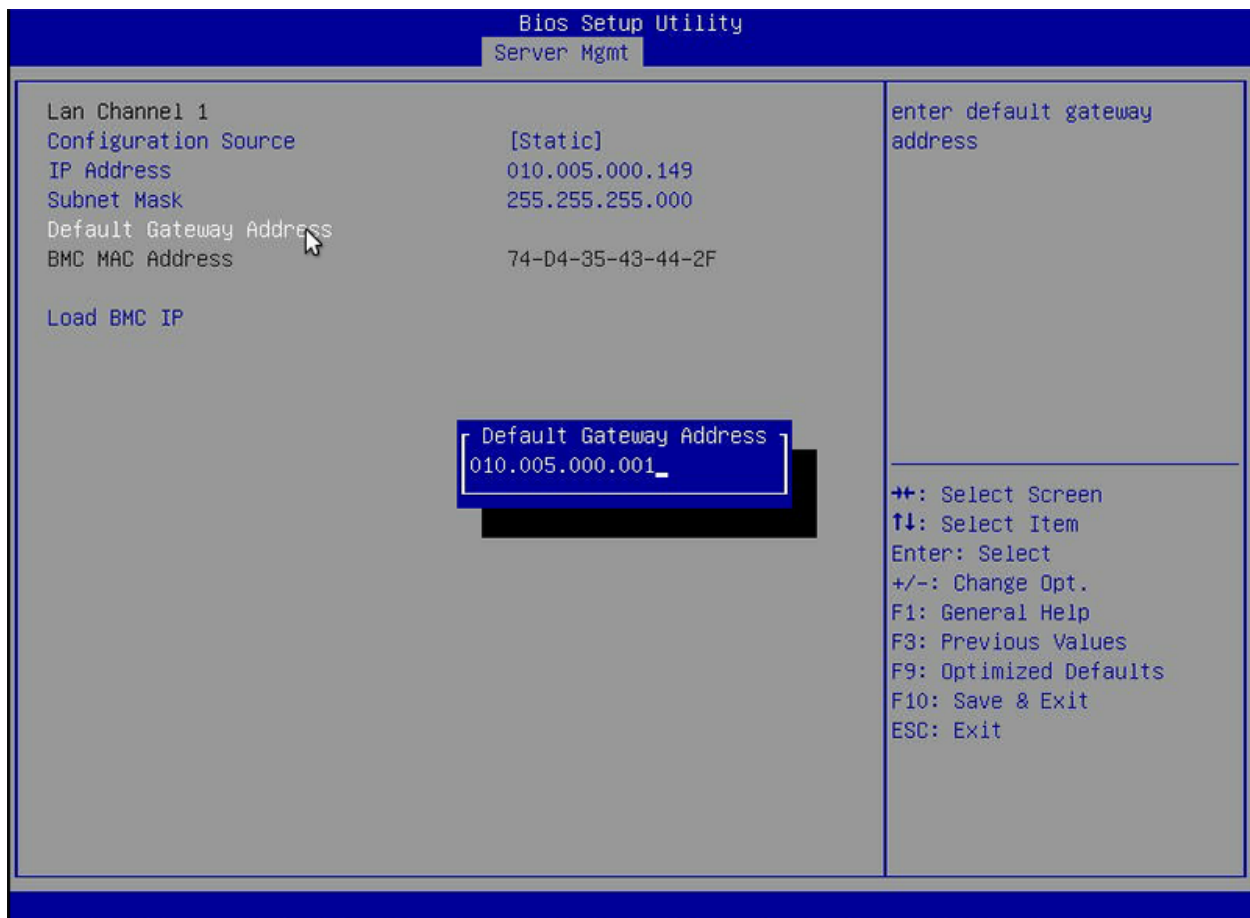 Bios Setup Utility
Server Mgmt
Lan Channel 1
Configuration Source [Static]
IP Address 010.005.000.149
Subnet Mask 255.255.255.000
Default Gateway Address
BMC MAC Address 74-D4-35-43-44-2F
Load BMC IP
Default Gateway Address
010.005.000.001_
enter default gateway
address
→←: Select Screen
↑↓: Select Item
Enter: Select
+/-: Change Opt.
F1: General Help
F3: Previous Values
F9: Optimized Defaults
F10: Save & Exit
ESC: Exit